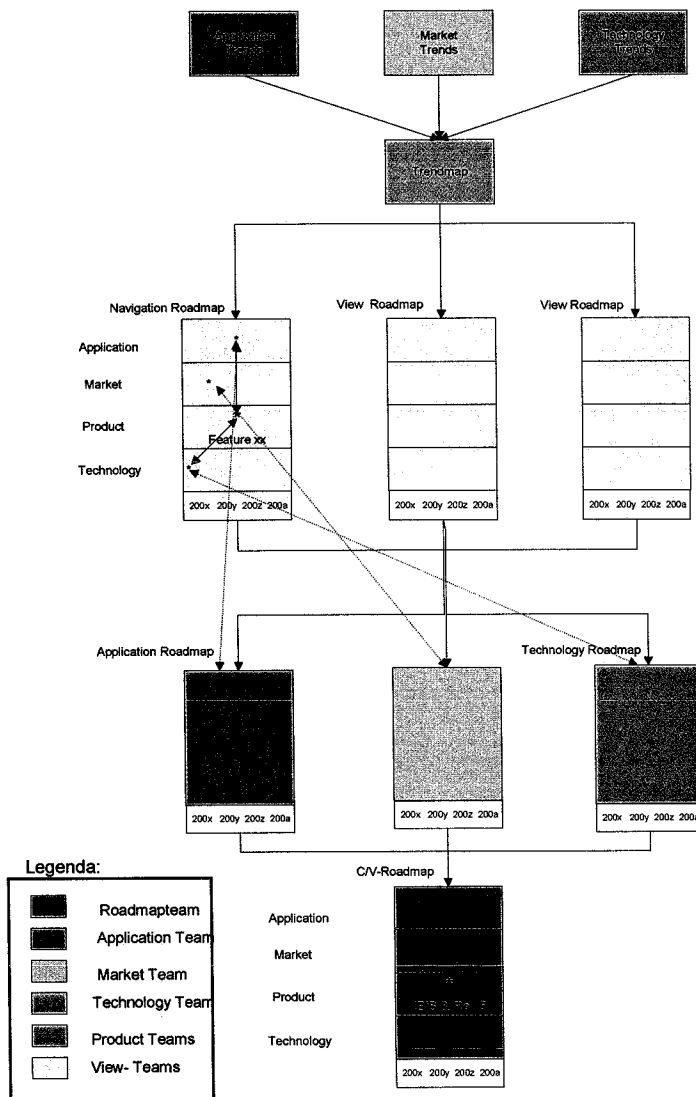 Application
Trends
Market
Trends
Technology
Trends
Trendmap
Navigation Roadmap
View Roadmap
View Roadmap
Application
Market
Product
Feature xx
Technology
200x 200y 200z 200a
200x 200y 200z 200a
200x 200y 200z 200a
Application Roadmap
Technology Roadmap
200x 200y 200z 200a
200x 200y 200z 200a
200x 200y 200z 200a
C/V-Roadmap
Application
Market
Product
Technology
200x 200y 200z 200a
Legenda:
Roadmapteam
Application Team
Market Team
Technology Team
Product Teams
View- Teams